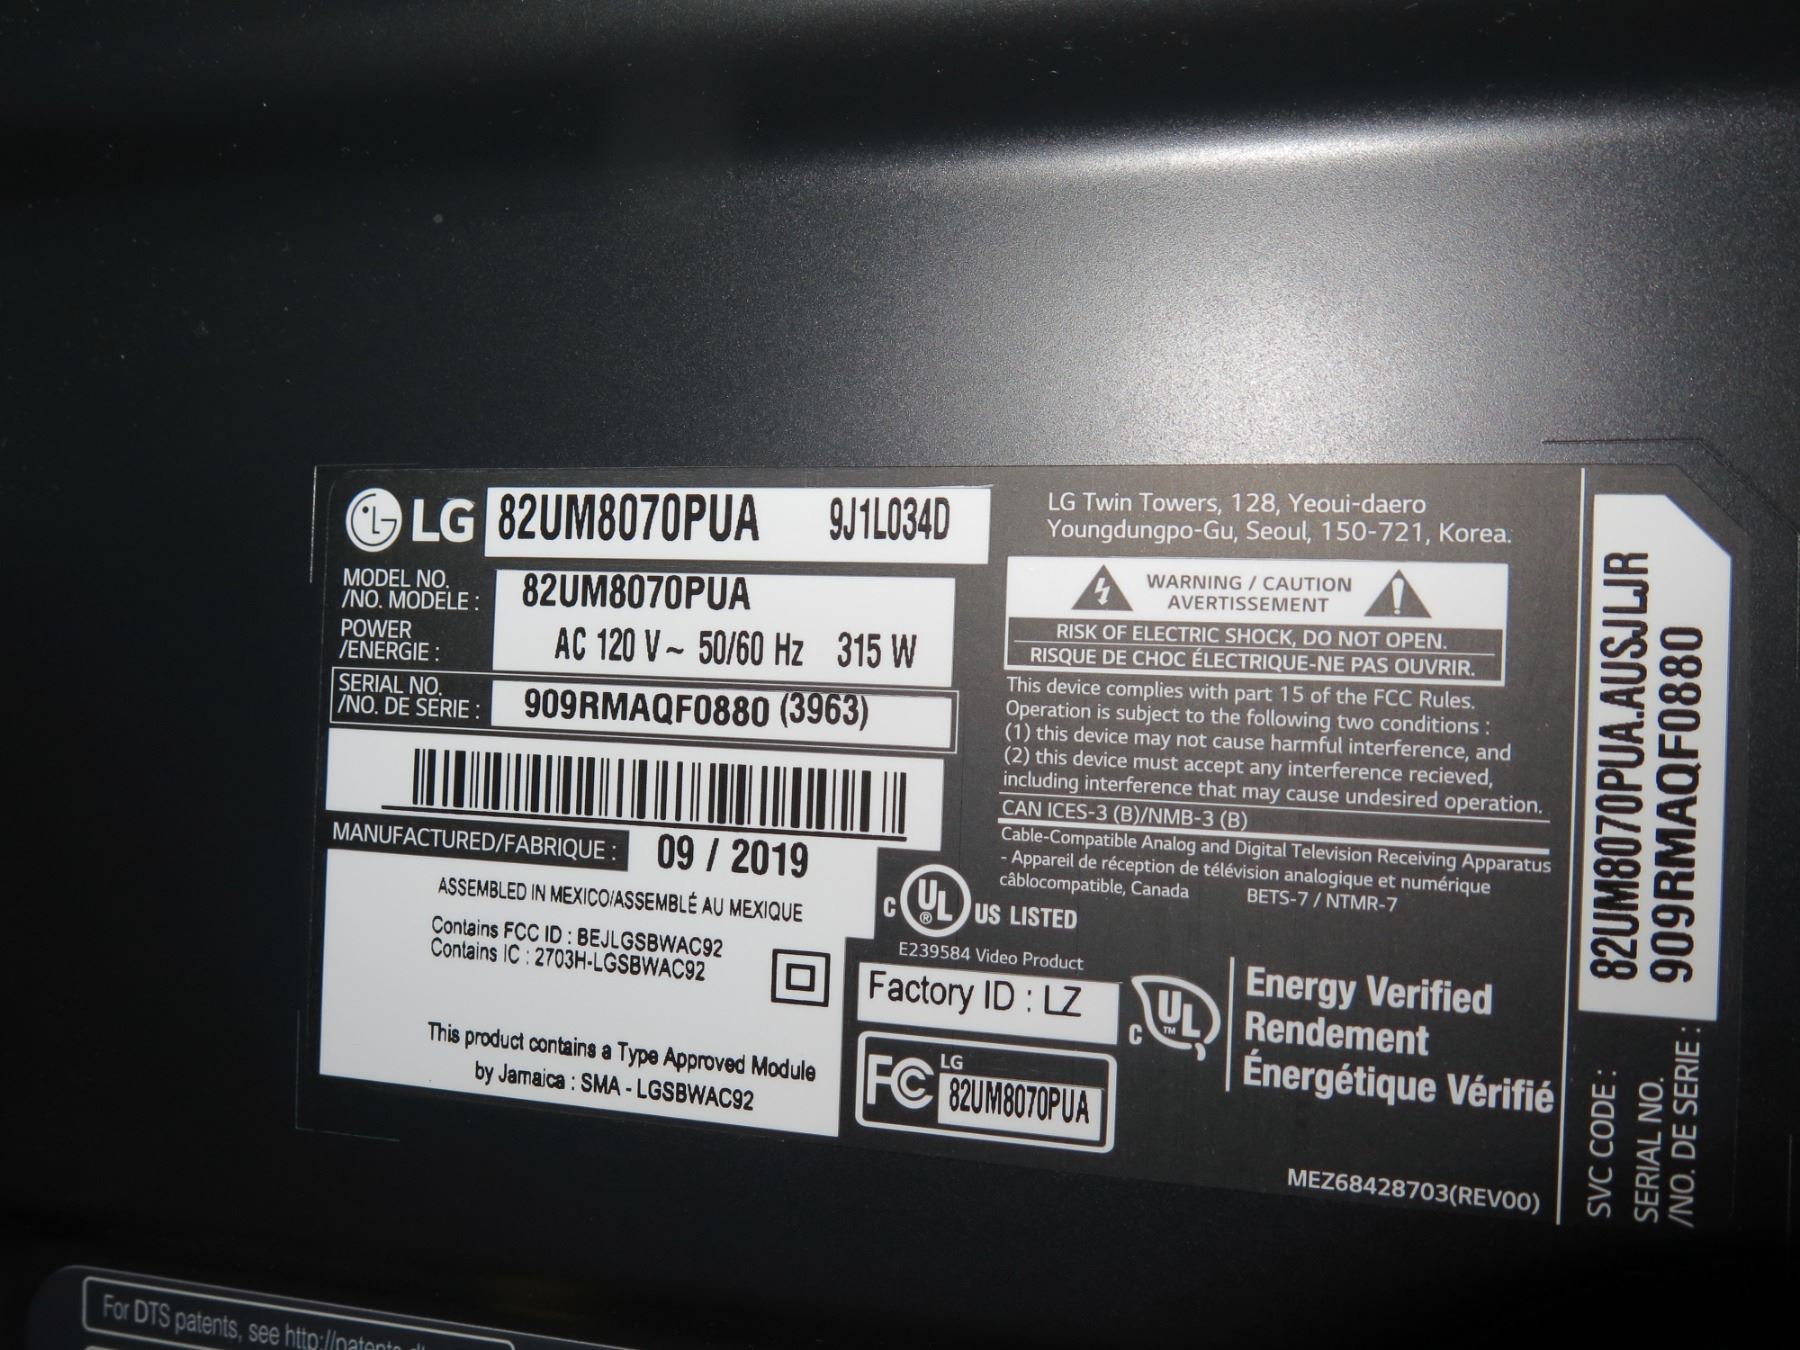 LG 82UM8070PUA 9J1L034D
MODEL NO.
/NO. MODELE : 82UM8070PUA
POWER
/ENERGIE : AC 120 V ~ 50/60 Hz 315 W
SERIAL NO.
/NO. DE SERIE : 909RMAQF0880 (3963)
MANUFACTURED/FABRIQUE : 09 / 2019
ASSEMBLED IN MEXICO/ASSEMBLÉ AU MEXIQUE
Contains FCC ID : BEJLGSBWAC92
Contains IC : 2703H-LGSBWAC92
This product contains a Type Approved Module
by Jamaica : SMA - LGSBWAC92
LG Twin Towers, 128, Yeoui-daero
Youngdungpo-Gu, Seoul, 150-721, Korea.
WARNING / CAUTION
AVERTISSEMENT
RISK OF ELECTRIC SHOCK, DO NOT OPEN.
RISQUE DE CHOC ÉLECTRIQUE-NE PAS OUVRIR.
This device complies with part 15 of the FCC Rules.
Operation is subject to the following two conditions :
(1) this device may not cause harmful interference, and
(2) this device must accept any interference recieved,
including interference that may cause undesired operation.
CAN ICES-3 (B)/NMB-3 (B)
Cable-Compatible Analog and Digital Television Receiving Apparatus
- Appareil de réception de télévision analogique et numérique
câblocompatible, Canada BETS-7 / NTMR-7
C UL ® US LISTED
E239584 Video Product
Factory ID : LZ
FC LG
82UM8070PUA
C UL ™
Energy Verified
Rendement
Énergétique Vérifié
MEZ68428703(REV00)
SVC CODE : 82UM8070PUA.AUSJLJR
SERIAL NO.
/NO. DE SERIE : 909RMAQF0880
For DTS patents, see http://patents.